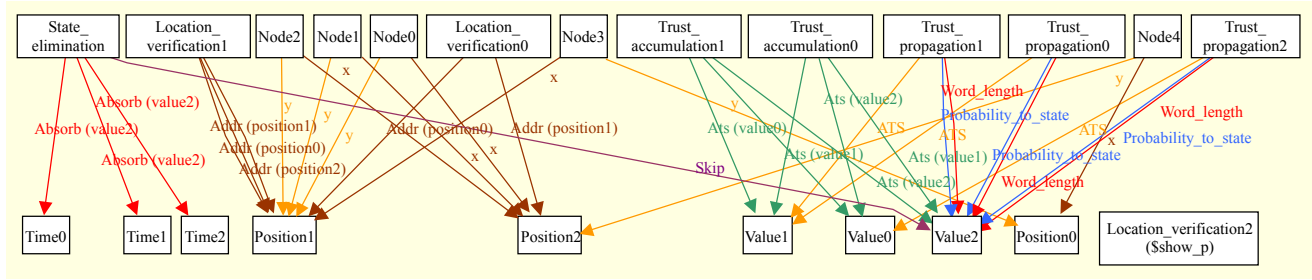 State_
elimination
Location_
verification1
Node2
Node1
Node0
Location_
verification0
Node3
Trust_
accumulation1
Trust_
accumulation0
Trust_
propagation1
Trust_
propagation0
Node4
Trust_
propagation2
x
x
y
y
y
y
Absorb (value2)
Absorb (value2)
Absorb (value2)
Addr (position1)
Addr (position0)
Addr (position2)
Addr (position0)
Addr (position1)
x
x
Skip
Ats (value2)
Ats (value0)
Ats (value1)
Ats (value1)
Ats (value2)
Word_length
Probability_to_state
ATS
ATS
Probability_to_state
Word_length
ATS
x
Word_length
Probability_to_state
Time0
Time1
Time2
Position1
Position2
Value1
Value0
Value2
Position0
Location_verification2
($show_p)